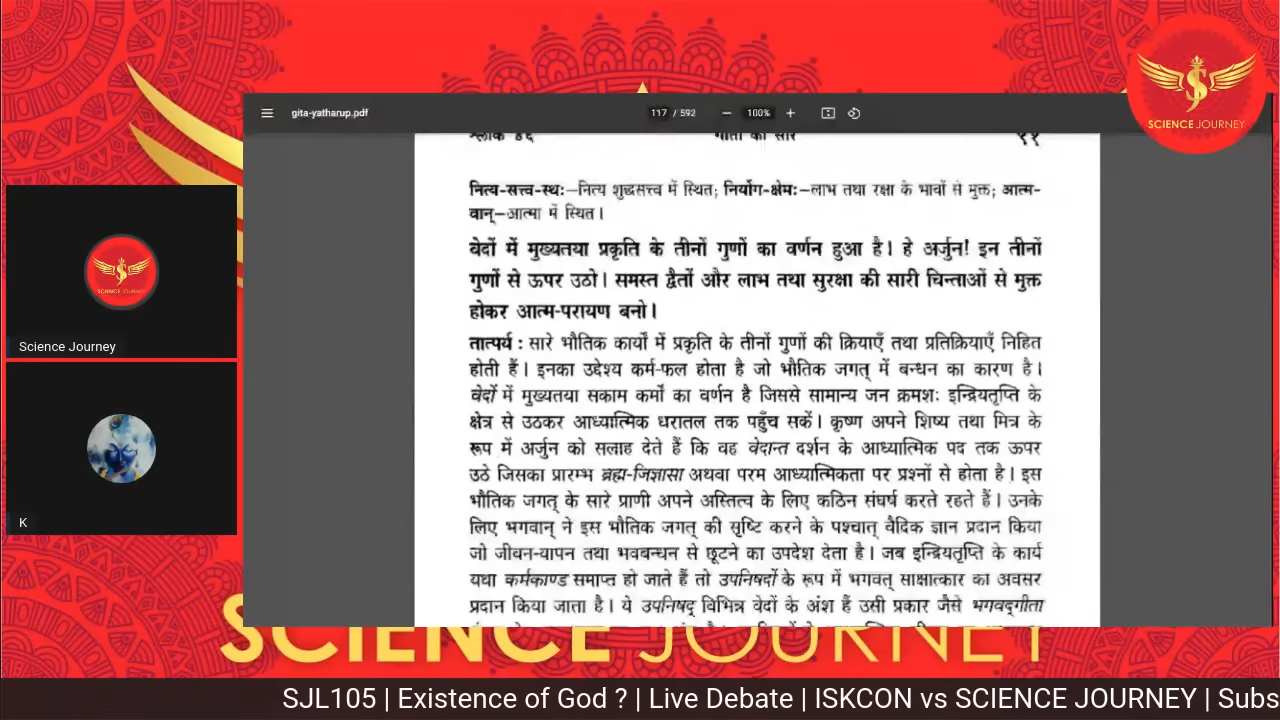 SCIENCE JOURNEY
gita-yatharup.pdf
117 / 592
100%
श्लोक ४६ गीता का सार ९९
नित्य-सत्त्व-स्थः—नित्य शुद्धसत्त्व में स्थित; निर्योग-क्षेमः—लाभ तथा रक्षा के भावों से मुक्त; आत्म-
वान्—आत्मा में स्थित।
वेदों में मुख्यतया प्रकृति के तीनों गुणों का वर्णन हुआ है। हे अर्जुन! इन तीनों
गुणों से ऊपर उठो। समस्त द्वैतों और लाभ तथा सुरक्षा की सारी चिन्ताओं से मुक्त
होकर आत्म-परायण बनो।
तात्पर्य : सारे भौतिक कार्यों में प्रकृति के तीनों गुणों की क्रियाएँ तथा प्रतिक्रियाएँ निहित
होती हैं। इनका उद्देश्य कर्म-फल होता है जो भौतिक जगत् में बन्धन का कारण है।
वेदों में मुख्यतया सकाम कर्मों का वर्णन है जिससे सामान्य जन क्रमशः इन्द्रियतृप्ति के
क्षेत्र से उठकर आध्यात्मिक धरातल तक पहुँच सकें। कृष्ण अपने शिष्य तथा मित्र के
रूप में अर्जुन को सलाह देते हैं कि वह वेदान्त दर्शन के आध्यात्मिक पद तक ऊपर
उठे जिसका प्रारम्भ ब्रह्म-जिज्ञासा अथवा परम आध्यात्मिकता पर प्रश्नों से होता है। इस
भौतिक जगत् के सारे प्राणी अपने अस्तित्व के लिए कठिन संघर्ष करते रहते हैं। उनके
लिए भगवान् ने इस भौतिक जगत् की सृष्टि करने के पश्चात् वैदिक ज्ञान प्रदान किया
जो जीवन-यापन तथा भवबन्धन से छूटने का उपदेश देता है। जब इन्द्रियतृप्ति के कार्य
यथा कर्मकाण्ड समाप्त हो जाते हैं तो उपनिषदों के रूप में भगवत् साक्षात्कार का अवसर
प्रदान किया जाता है। ये उपनिषद् विभिन्न वेदों के अंश हैं उसी प्रकार जैसे भगवद्गीता
SCIENCE JOURNEY
Science Journey
K
SCIENCE JOURNEY
SJL105 | Existence of God ? | Live Debate | ISKCON vs SCIENCE JOURNEY | Subs